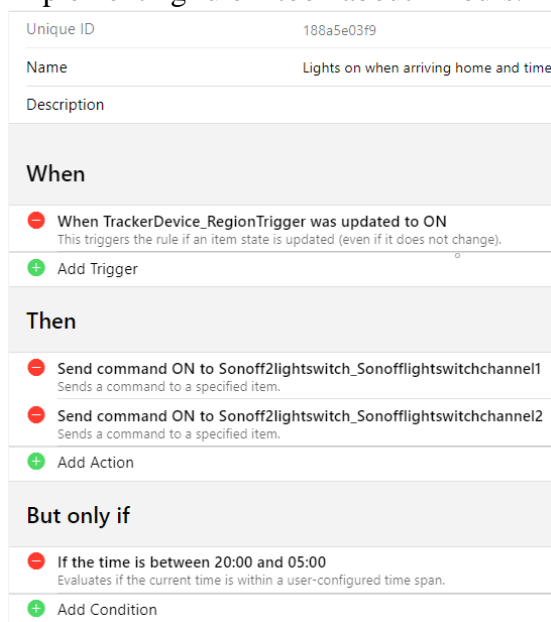 Unique ID 188a5e03f9
Name Lights on when arriving home and time
Description
When
When TrackerDevice_RegionTrigger was updated to ON
This triggers the rule if an item state is updated (even if it does not change).
Add Trigger
Then
Send command ON to Sonoff2lightswitch_Sonofflightswitchchannel1
Sends a command to a specified item.
Send command ON to Sonoff2lightswitch_Sonofflightswitchchannel2
Sends a command to a specified item.
Add Action
But only if
If the time is between 20:00 and 05:00
Evaluates if the current time is within a user-configured time span.
Add Condition